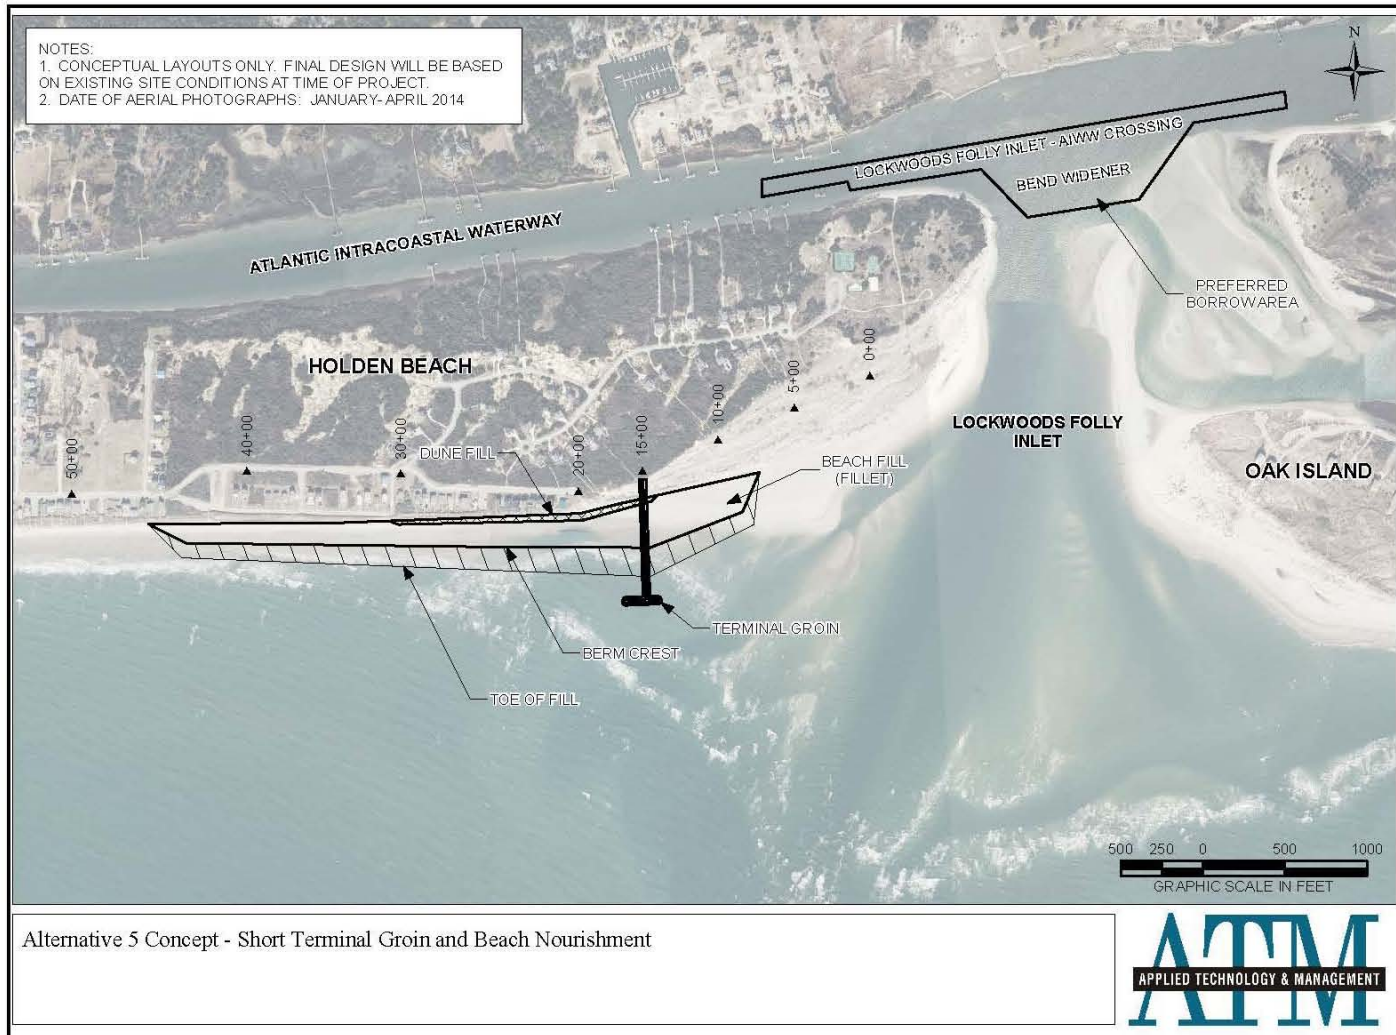 NOTES:
1. CONCEPTUAL LAYOUTS ONLY. FINAL DESIGN WILL BE BASED
ON EXISTING SITE CONDITIONS AT TIME OF PROJECT.
2. DATE OF AERIAL PHOTOGRAPHS: JANUARY-APRIL 2014
N
LOCKWOODS FOLLY INLET - AIWW CROSSING
BEND WIDENER
ATLANTIC INTRACOASTAL WATERWAY
PREFERRED
BORROW AREA
HOLDEN BEACH
0+00
5+00
10+00
15+00
20+00
30+00
40+00
50+00
DUNE FILL
BEACH FILL
(FILLET)
LOCKWOODS FOLLY
INLET
OAK ISLAND
TERMINAL GROIN
BERM CREST
TOE OF FILL
500 250 0 500 1000
GRAPHIC SCALE IN FEET
Alternative 5 Concept - Short Terminal Groin and Beach Nourishment
ATM
APPLIED TECHNOLOGY & MANAGEMENT